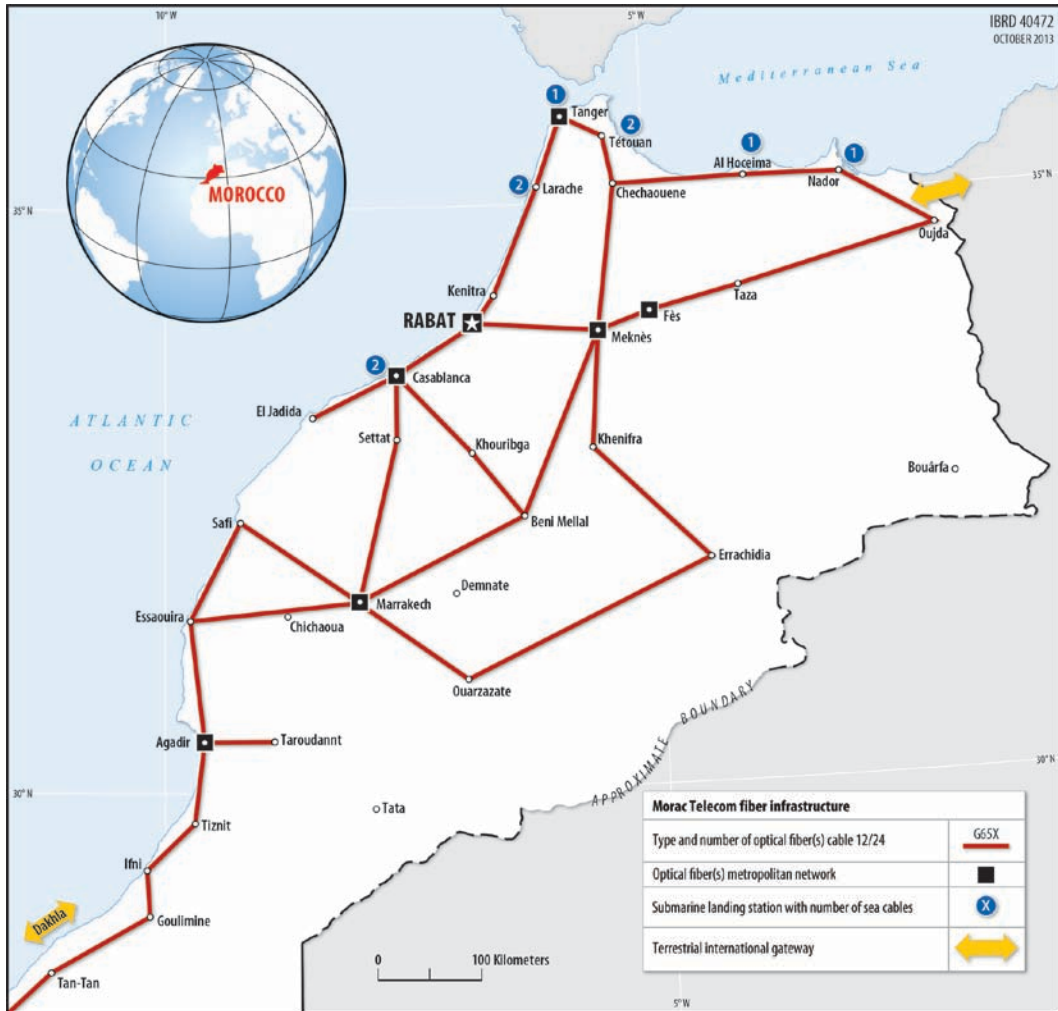 10° W
5° W
IBRD 40472
OCTOBER 2013
Mediterranean Sea
1
Tanger
2
Tétouan
1
Al Hoceima
1
Nador
35° N
MOROCCO
2
Larache
Chechaouene
35° N
Oujda
Kenitra
Taza
RABAT
Fès
Meknès
2
Casablanca
El Jadida
ATLANTIC
OCEAN
Settat
Khouribga
Khenifra
Bouârfa
Safi
Beni Mellal
Errachidia
Demnate
Marrakech
Essaouira
Chichaoua
Ouarzazate
Agadir
Taroudannt
APPROXIMATE BOUNDARY
30° N
30° N
Tata
Tiznit
Ifni
Dakhla
Goulimine
Tan-Tan
0
100 Kilometers
Morac Telecom fiber infrastructure
Type and number of optical fiber(s) cable 12/24
G65X
Optical fiber(s) metropolitan network
Submarine landing station with number of sea cables
X
Terrestrial international gateway
5° W